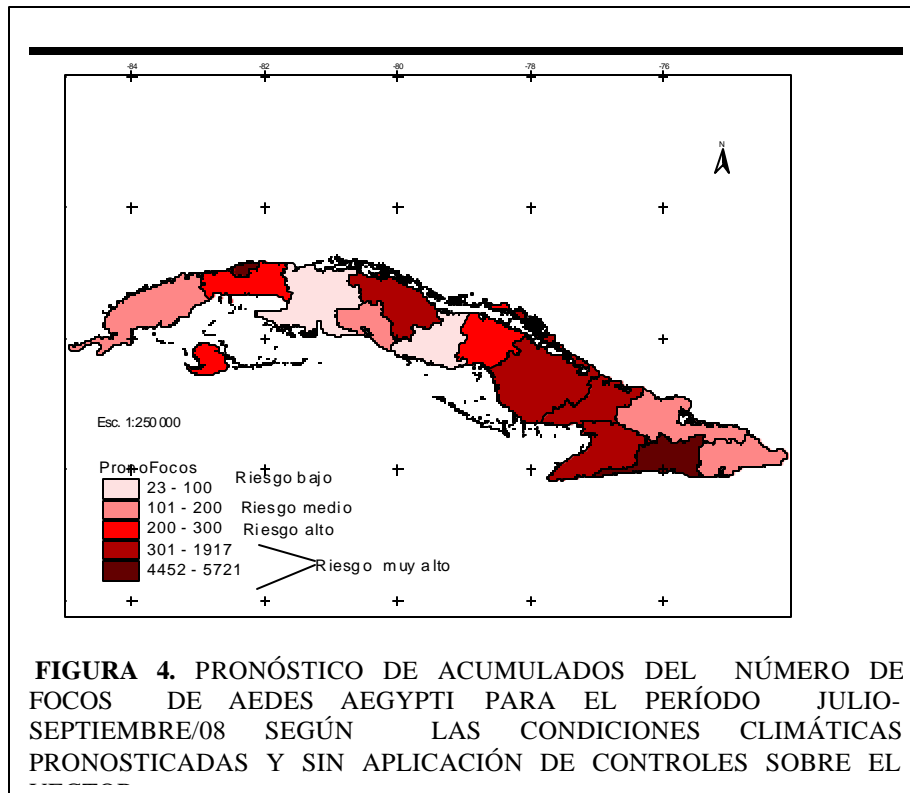 -84 -82 -80 -78 -76
N
Esc. 1:250 000
PronoFocos
23 - 100 Riesgo bajo
101 - 200 Riesgo medio
200 - 300 Riesgo alto
301 - 1917
4452 - 5721
Riesgo muy alto
FIGURA 4. PRONÓSTICO DE ACUMULADOS DEL NÚMERO DE
FOCOS DE AEDES AEGYPTI PARA EL PERÍODO JULIO-
SEPTIEMBRE/08 SEGÚN LAS CONDICIONES CLIMÁTICAS
PRONOSTICADAS Y SIN APLICACIÓN DE CONTROLES SOBRE EL